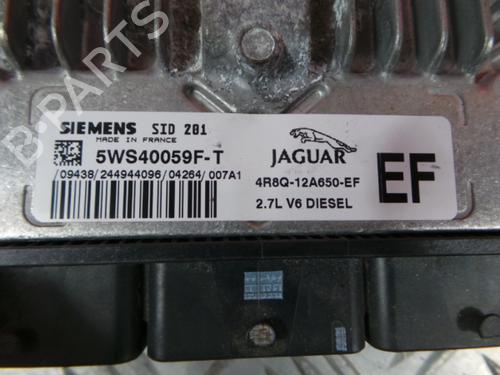 B-PARTS
SIEMENS SID 201
MADE IN FRANCE
5WS40059F-T
/09438/244944096/04264/007A1
JAGUAR
4R8Q-12A650-EF
2.7L V6 DIESEL
EF